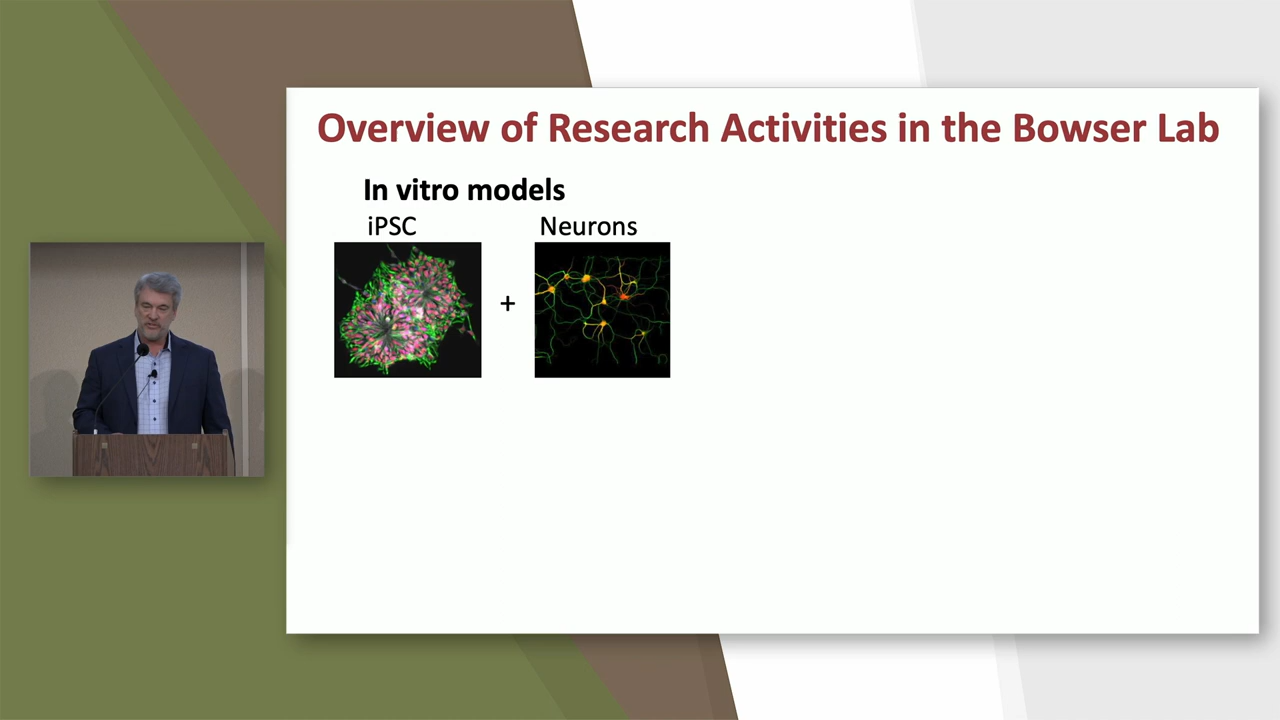 Overview of Research Activities in the Bowser Lab
In vitro models
iPSC
Neurons
+